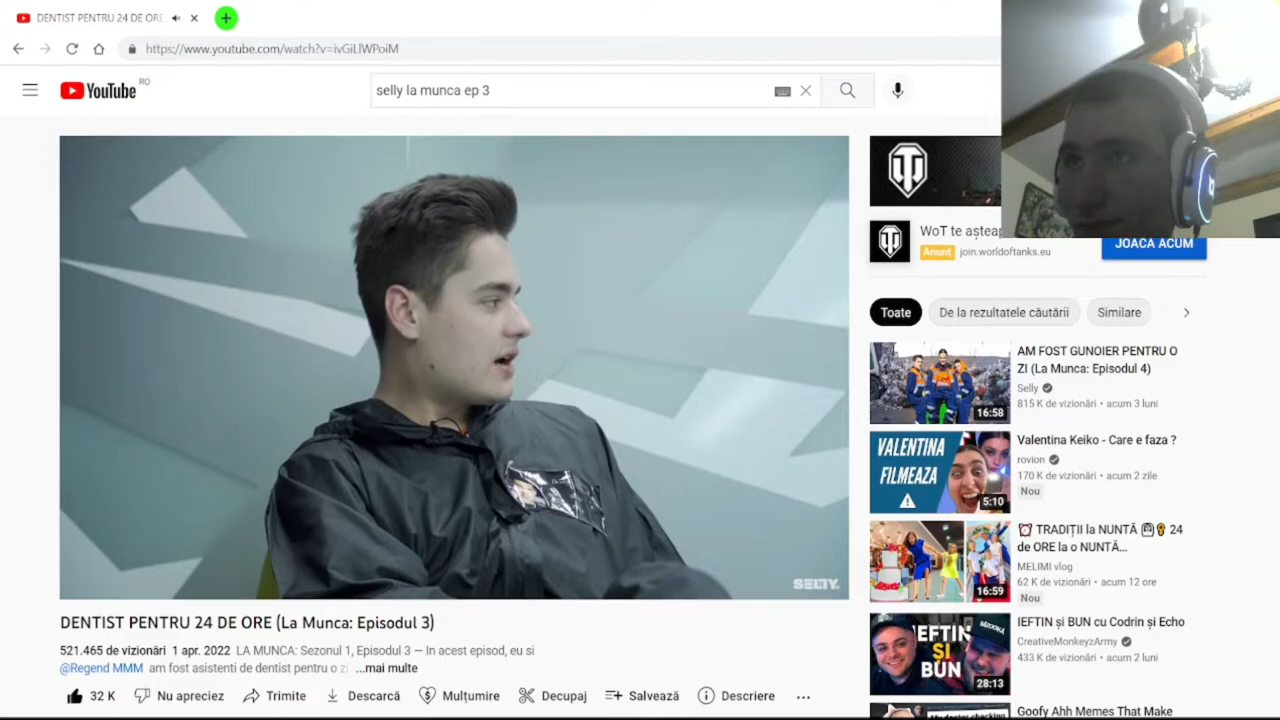 DENTIST PENTRU 24 DE ORE
https://www.youtube.com/watch?v=ivGiLlWPoiM
YouTube RO
selly la munca ep 3
SELLY.
WoT te așteap
Anunț join.worldoftanks.eu
JOACĂ ACUM
Toate
De la rezultatele căutării
Similare
AM FOST GUNOIER PENTRU O
ZI (La Munca: Episodul 4)
Selly
815 K de vizionări • acum 3 luni
16:58
VALENTINA
FILMEAZA
5:10
Valentina Keiko - Care e faza ?
rovion
170 K de vizionări • acum 2 zile
Nou
16:59
TRADIȚII la NUNTĂ 24
de ORE la o NUNTĂ...
MELIMI vlog
62 K de vizionări • acum 12 ore
Nou
IEFTIN
ȘI
BUN
28:13
IEFTIN și BUN cu Codrin și Echo
CreativeMonkeyzArmy
433 K de vizionări • acum 2 luni
Goofy Ahh Memes That Make
DENTIST PENTRU 24 DE ORE (La Munca: Episodul 3)
521.465 de vizionări 1 apr. 2022 LA MUNCA: Sezonul 1, Episodul 3 — In acest episod, eu si
@Regend MMM am fost asistenti de dentist pentru o zi ...mai multe
32 K
Nu apreciez
Descarcă
Mulțumire
Decupaj
Salvează
Descriere